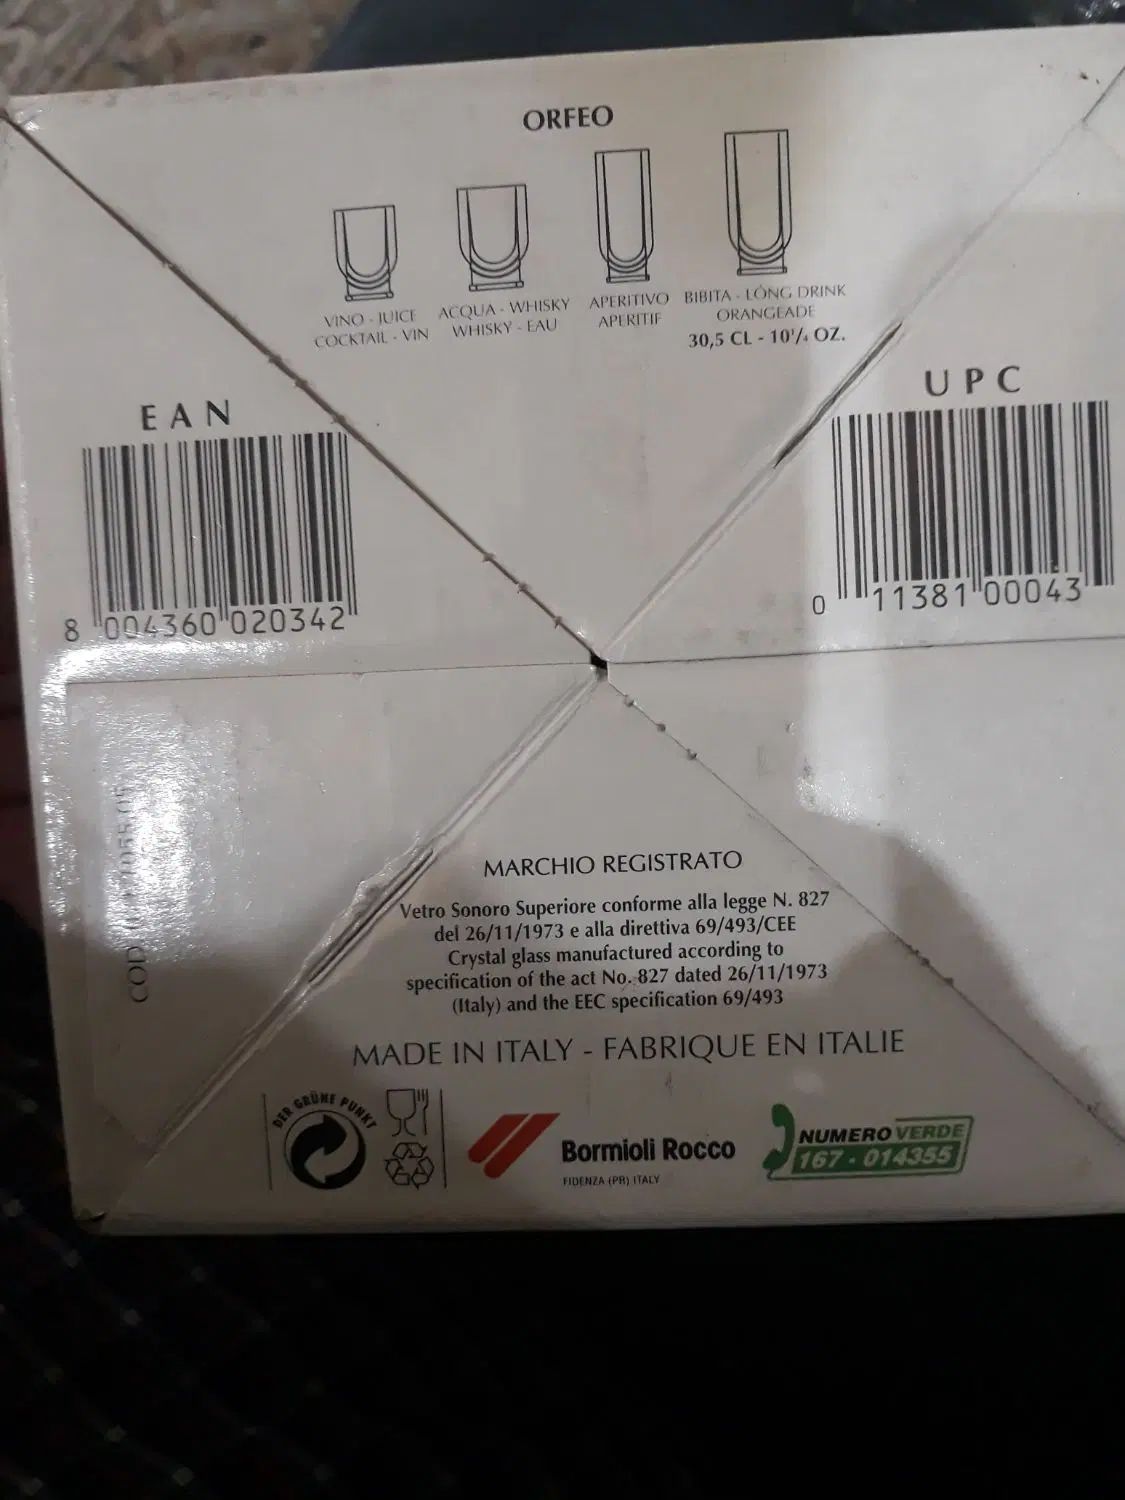 ORFEO
VINO - JUICE
COCKTAIL - VIN
ACQUA - WHISKY
WHISKY - EAU
APERITIVO
APERITIF
BIBITA - LONG DRINK
ORANGEADE
30,5 CL - 10¹/₄ OZ.
EAN
8 004360 020342
UPC
0 11381 00043
COD
MARCHIO REGISTRATO
Vetro Sonoro Superiore conforme alla legge N. 827
del 26/11/1973 e alla direttiva 69/493/CEE
Crystal glass manufactured according to
specification of the act No. 827 dated 26/11/1973
(Italy) and the EEC specification 69/493
MADE IN ITALY - FABRIQUE EN ITALIE
DER GRÜNE PUNKT
Bormioli Rocco
FIDENZA (PR) ITALY
NUMERO VERDE
167 - 014355